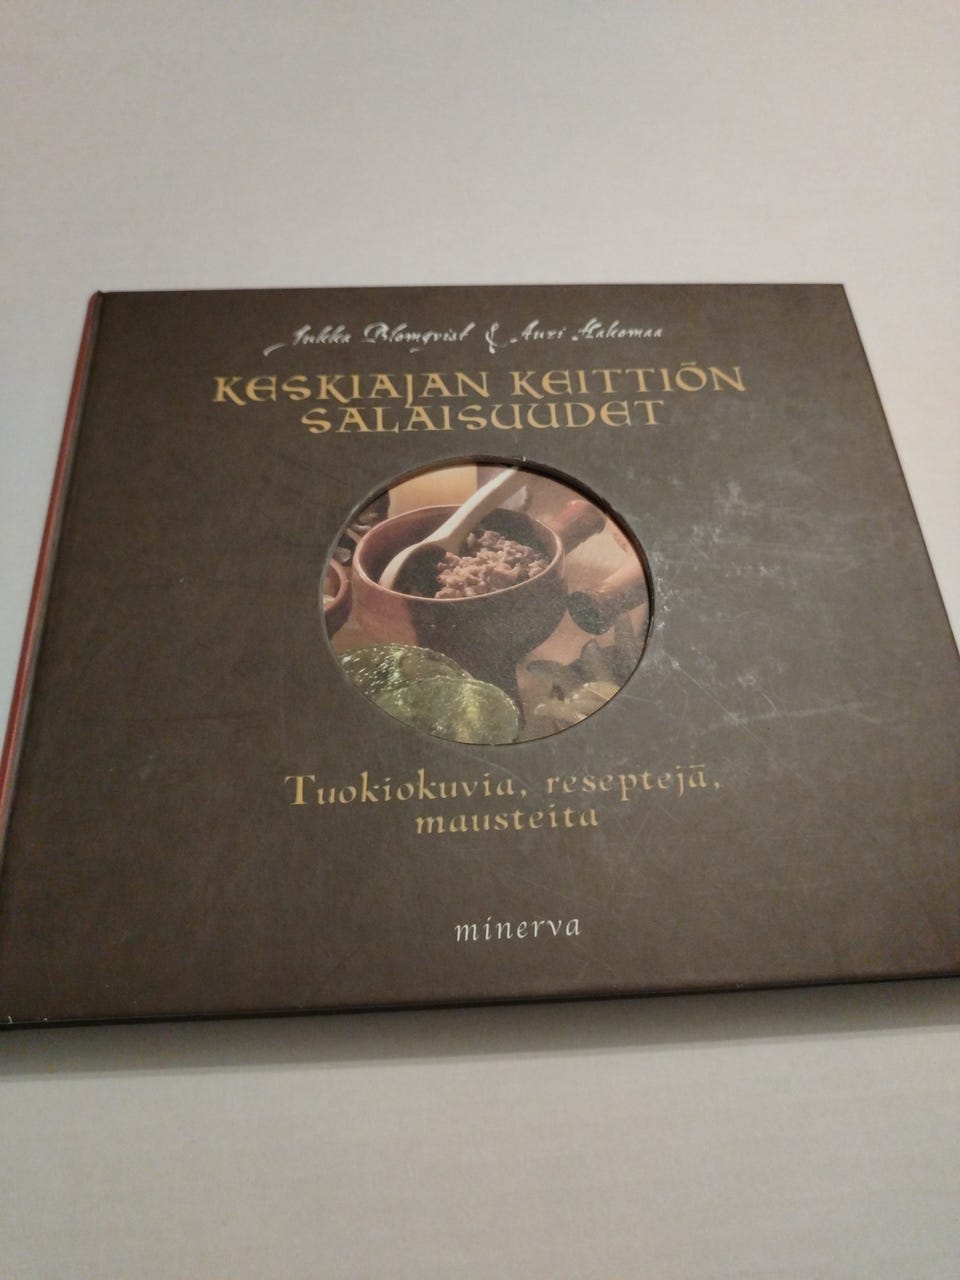 Jukka Blomqvist & Auri Hakomaa
KESKIAJAN KEITTIÖN
SALAISUUDET
Tuokiokuvia, reseptejä,
mausteita
minerva